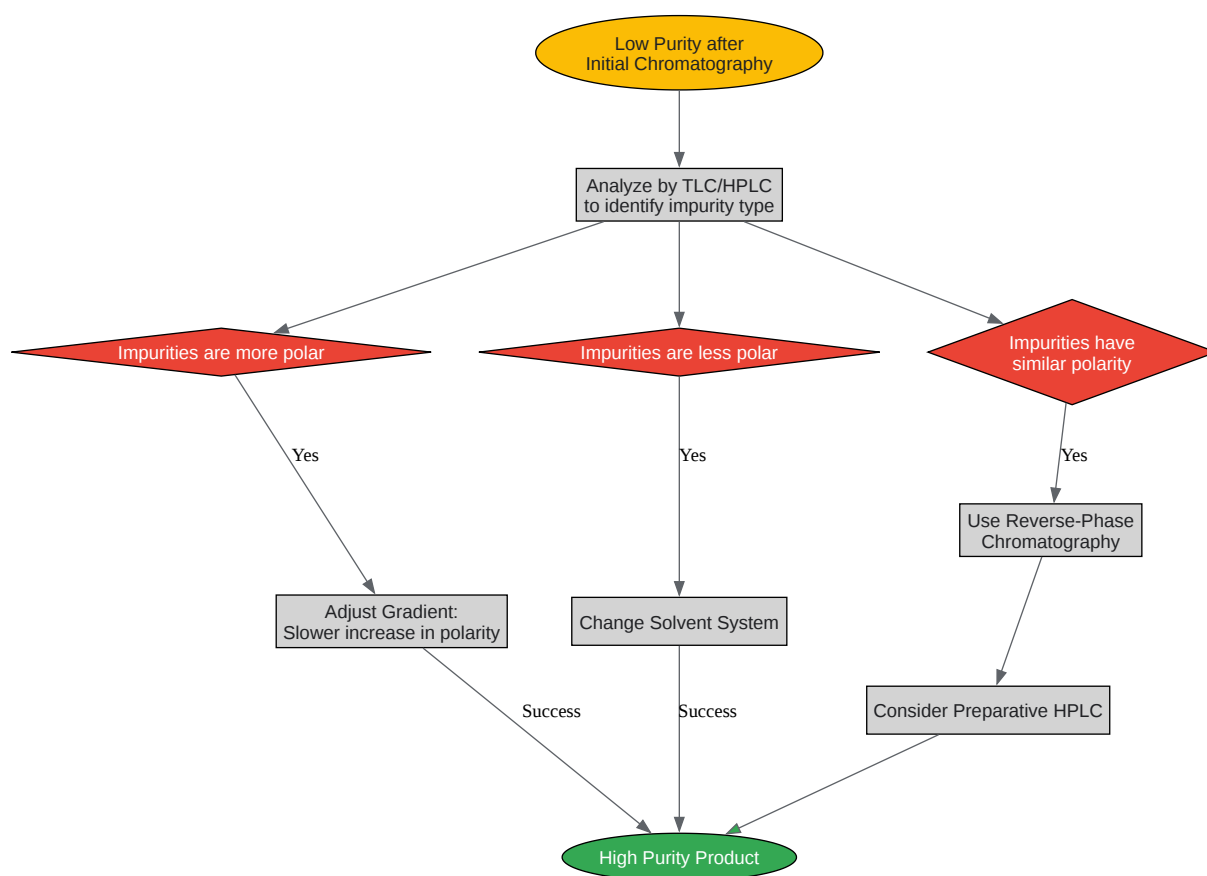 Low Purity after
Initial Chromatography
Analyze by TLC/HPLC
to identify impurity type
Impurities are more polar
Impurities are less polar
Impurities have
similar polarity
Yes
Yes
Yes
Use Reverse-Phase
Chromatography
Adjust Gradient:
Slower increase in polarity
Change Solvent System
Consider Preparative HPLC
Success
Success
High Purity Product